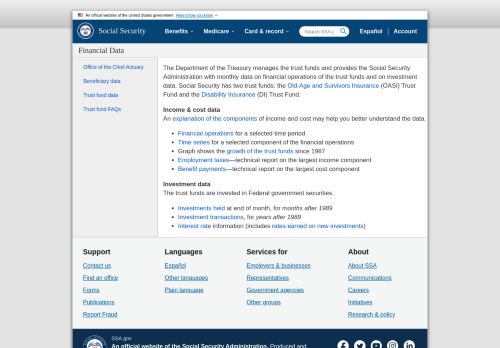 An official website of the United States government Here's how you know
Social Security
Benefits Medicare Card & record Search SSA.g Español Account
Financial Data
Office of the Chief Actuary
Beneficiary data
Trust fund data
Trust fund FAQs
The Department of the Treasury manages the trust funds and provides the Social Security
Administration with monthly data on financial operations of the trust funds and on investment
data. Social Security has two trust funds: the Old-Age and Survivors Insurance (OASI) Trust
Fund and the Disability Insurance (DI) Trust Fund.
Income & cost data
An explanation of the components of income and cost may help you better understand the data.
Financial operations for a selected time period
Time series for a selected component of the financial operations
Graph shows the growth of the trust funds since 1987
Employment taxes—technical report on the largest income component
Benefit payments—technical report on the largest cost component
Investment data
The trust funds are invested in Federal government securities.
Investments held at end of month, for months after 1989
Investment transactions, for years after 1989
Interest rate information (includes rates earned on new investments)
Support
Contact us
Find an office
Forms
Publications
Report Fraud
Languages
Español
Other languages
Plain language
Services for
Employers & businesses
Representatives
Government agencies
Other groups
About
About SSA
Communications
Careers
Initiatives
Research & policy
SSA.gov
An official website of the Social Security Administration. Produced and